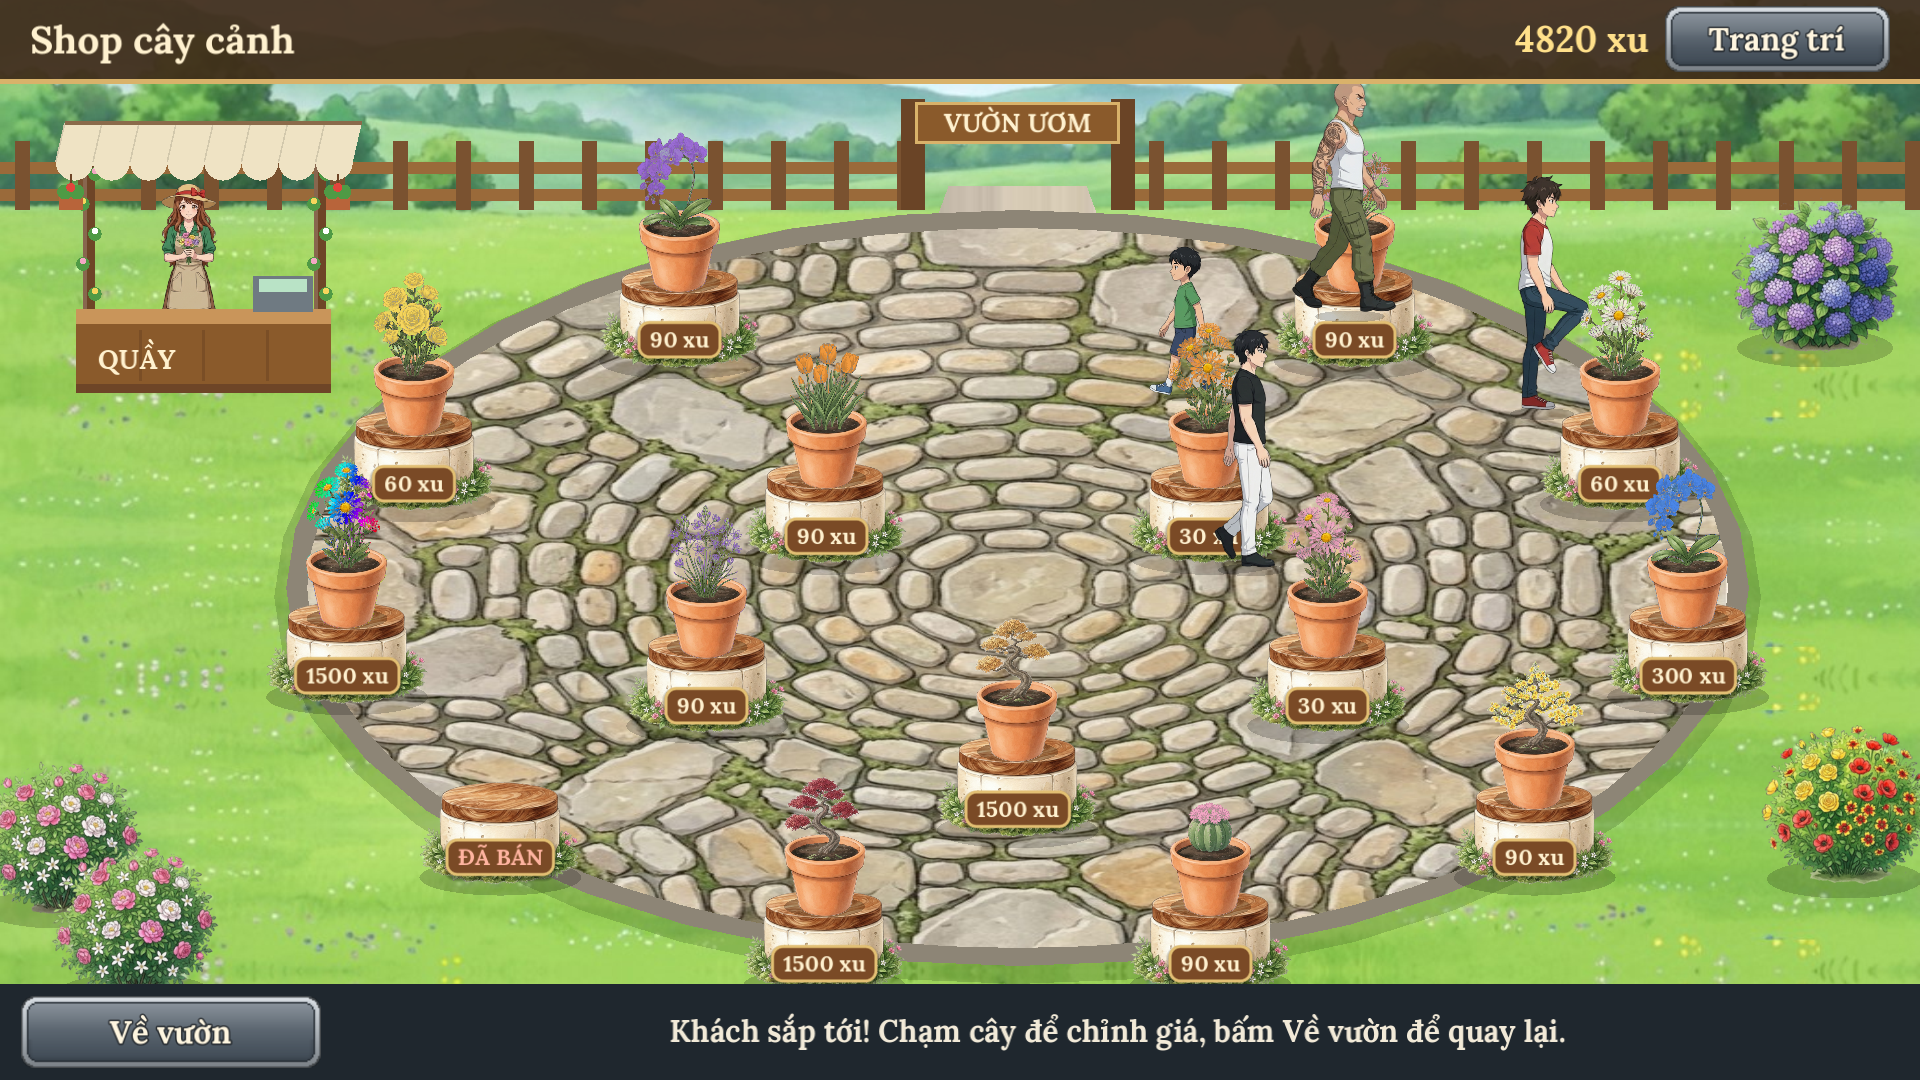 Shop cây cảnh
4820 xu
Trang trí
VƯỜN ƯƠM
QUẦY
90 xu
90 xu
60 xu
60 xu
90 xu
30
1500 xu
90 xu
30 xu
300 xu
1500 xu
ĐÃ BÁN
90 xu
1500 xu
90 xu
Về vườn
Khách sắp tới! Chạm cây để chỉnh giá, bấm Về vườn để quay lại.